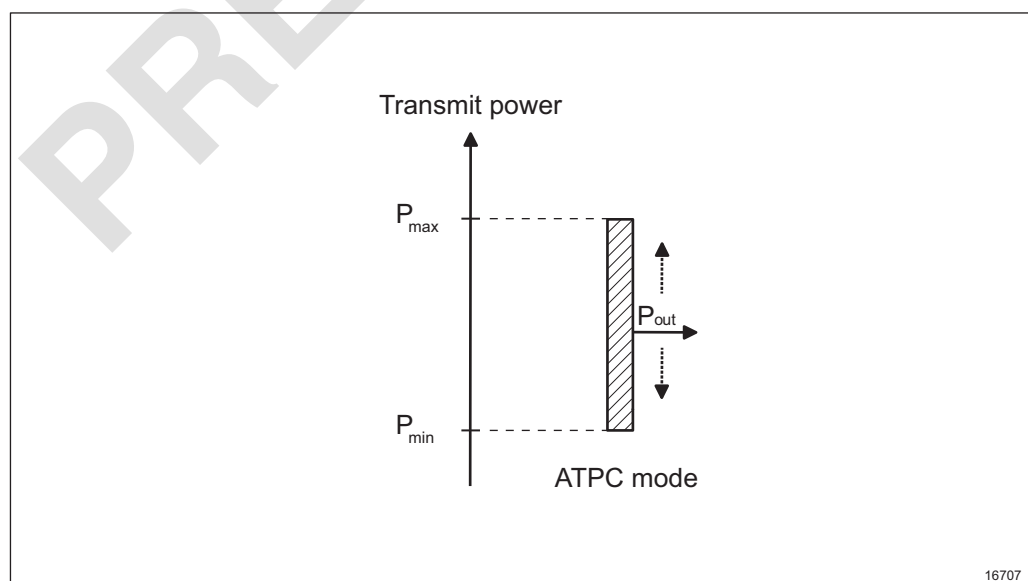 PRE
Transmit power
Pmax
Pout
Pmin
ATPC mode
16707